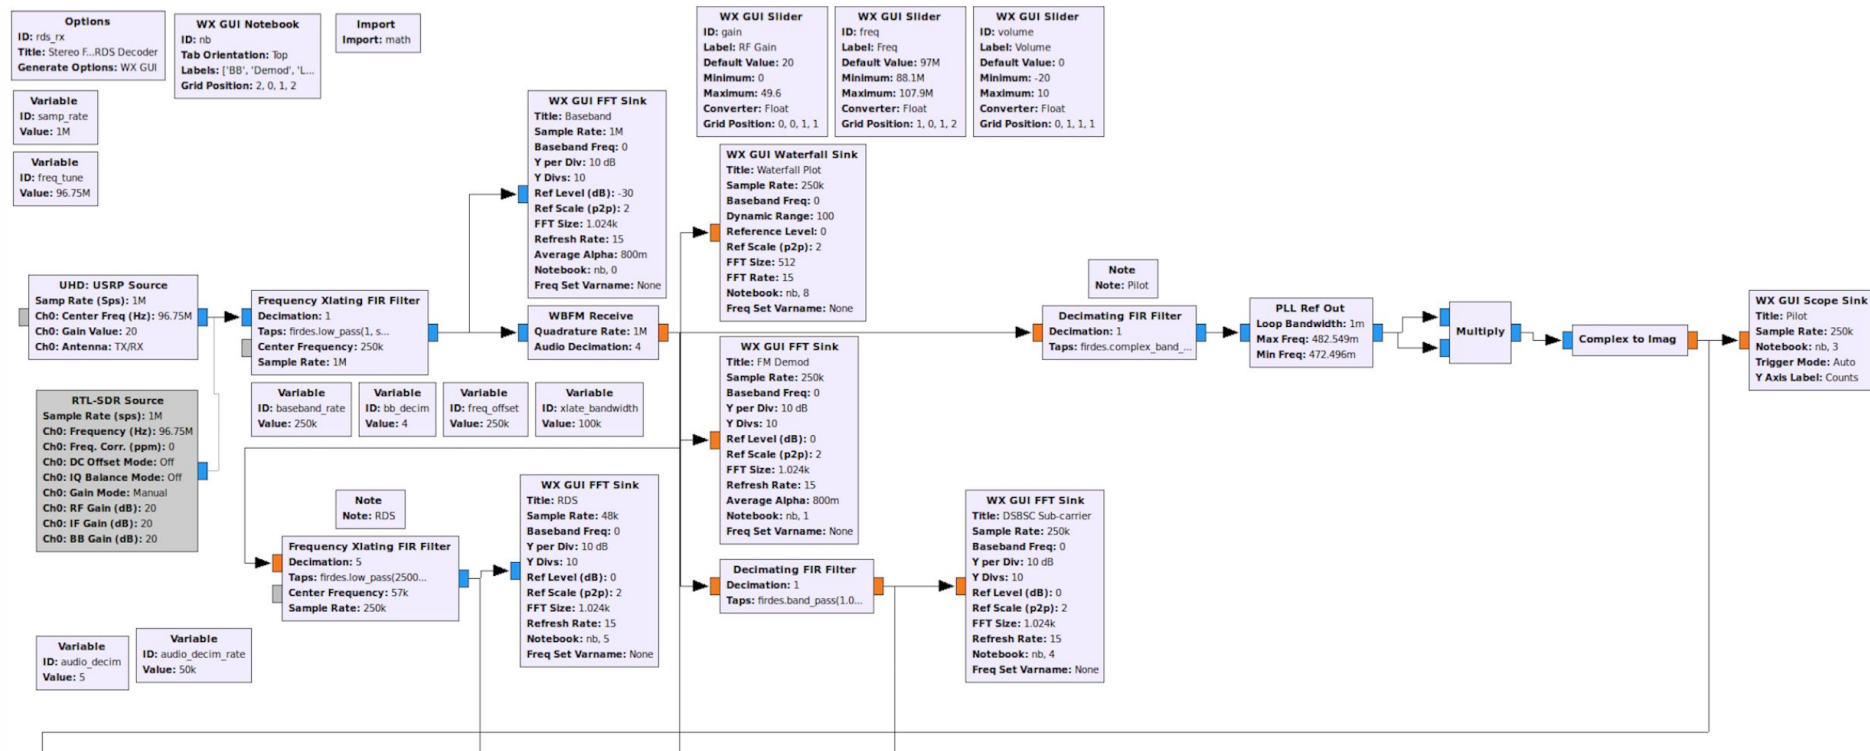 Options
ID: rds_rx
Title: Stereo F...RDS Decoder
Generate Options: WX GUI
WX GUI Notebook
ID: nb
Tab Orientation: Top
Labels: ['BB', 'Demod', 'L...
Grid Position: 2, 0, 1, 2
Import
Import: math
WX GUI Slider
ID: gain
Label: RF Gain
Default Value: 20
Minimum: 0
Maximum: 49.6
Converter: Float
Grid Position: 0, 0, 1, 1
WX GUI Slider
ID: freq
Label: Freq
Default Value: 97M
Minimum: 88.1M
Maximum: 107.9M
Converter: Float
Grid Position: 1, 0, 1, 2
WX GUI Slider
ID: volume
Label: Volume
Default Value: 0
Minimum: -20
Maximum: 10
Converter: Float
Grid Position: 0, 1, 1, 1
Variable
ID: samp_rate
Value: 1M
Variable
ID: freq_tune
Value: 96.75M
WX GUI FFT Sink
Title: Baseband
Sample Rate: 1M
Baseband Freq: 0
Y per Div: 10 dB
Y Divs: 10
Ref Level (dB): -30
Ref Scale (p2p): 2
FFT Size: 1.024k
Refresh Rate: 15
Average Alpha: 800m
Notebook: nb, 0
Freq Set Varname: None
WX GUI Waterfall Sink
Title: Waterfall Plot
Sample Rate: 250k
Baseband Freq: 0
Dynamic Range: 100
Reference Level: 0
Ref Scale (p2p): 2
FFT Size: 512
FFT Rate: 15
Notebook: nb, 8
Freq Set Varname: None
UHD: USRP Source
Samp Rate (Sps): 1M
Ch0: Center Freq (Hz): 96.75M
Ch0: Gain Value: 20
Ch0: Antenna: TX/RX
Frequency Xlating FIR Filter
Decimation: 1
Taps: firdes.low_pass(1, s...
Center Frequency: 250k
Sample Rate: 1M
WBFM Receive
Quadrature Rate: 1M
Audio Decimation: 4
Note
Note: Pilot
Decimating FIR Filter
Decimation: 1
Taps: firdes.complex_band_...
PLL Ref Out
Loop Bandwidth: 1m
Max Freq: 482.549m
Min Freq: 472.496m
Multiply
Complex to Imag
WX GUI Scope Sink
Title: Pilot
Sample Rate: 250k
Notebook: nb, 3
Trigger Mode: Auto
Y Axis Label: Counts
RTL-SDR Source
Sample Rate (sps): 1M
Ch0: Frequency (Hz): 96.75M
Ch0: Freq. Corr. (ppm): 0
Ch0: DC Offset Mode: Off
Ch0: IQ Balance Mode: Off
Ch0: Gain Mode: Manual
Ch0: RF Gain (dB): 20
Ch0: IF Gain (dB): 20
Ch0: BB Gain (dB): 20
Variable
ID: baseband_rate
Value: 250k
Variable
ID: bb_decim
Value: 4
Variable
ID: freq_offset
Value: 250k
Variable
ID: xlate_bandwidth
Value: 100k
WX GUI FFT Sink
Title: FM Demod
Sample Rate: 250k
Baseband Freq: 0
Y per Div: 10 dB
Y Divs: 10
Ref Level (dB): 0
Ref Scale (p2p): 2
FFT Size: 1.024k
Refresh Rate: 15
Average Alpha: 800m
Notebook: nb, 1
Freq Set Varname: None
Note
Note: RDS
Frequency Xlating FIR Filter
Decimation: 5
Taps: firdes.low_pass(2500...
Center Frequency: 57k
Sample Rate: 250k
WX GUI FFT Sink
Title: RDS
Sample Rate: 48k
Baseband Freq: 0
Y per Div: 10 dB
Y Divs: 10
Ref Level (dB): 0
Ref Scale (p2p): 2
FFT Size: 1.024k
Refresh Rate: 15
Notebook: nb, 5
Freq Set Varname: None
Decimating FIR Filter
Decimation: 1
Taps: firdes.band_pass(1.0...
WX GUI FFT Sink
Title: DSBSC Sub-carrier
Sample Rate: 250k
Baseband Freq: 0
Y per Div: 10 dB
Y Divs: 10
Ref Level (dB): 0
Ref Scale (p2p): 2
FFT Size: 1.024k
Refresh Rate: 15
Notebook: nb, 4
Freq Set Varname: None
Variable
ID: audio_decim
Value: 5
Variable
ID: audio_decim_rate
Value: 50k